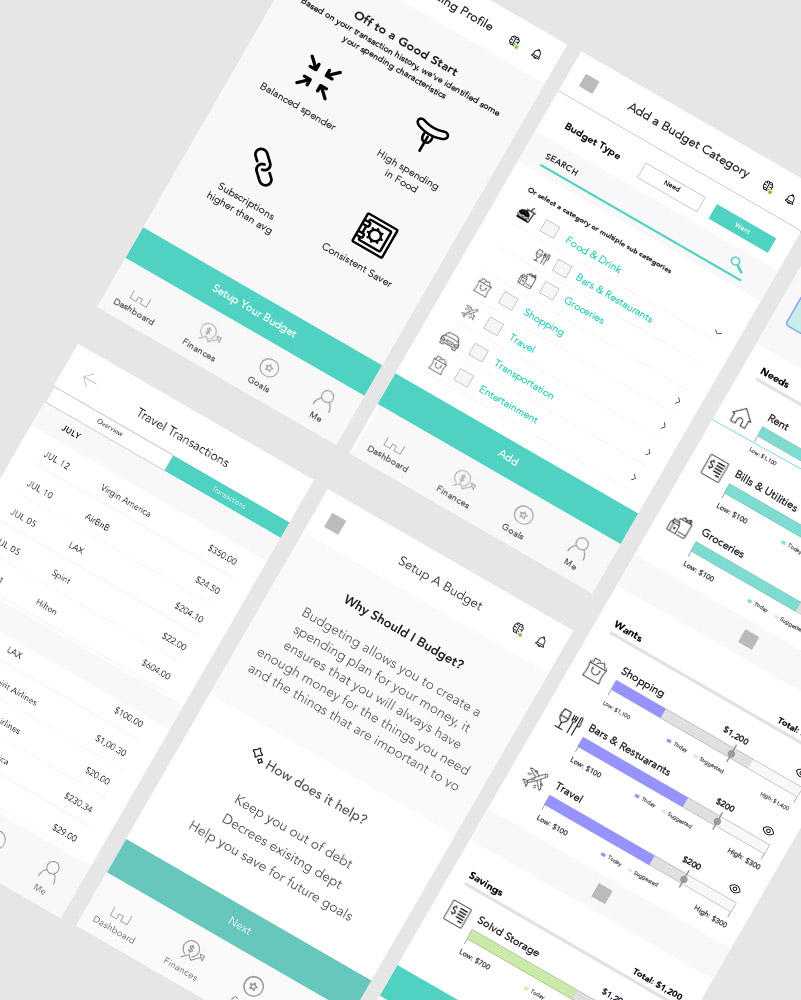 Profile
Off to a Good Start
Based on your transaction history, we've identified some
your spending characteristics
Balanced spender
High spending
in Food
Subscriptions
higher than avg
Consistent Saver
Setup Your Budget
Dashboard
Finances
Goals
Me
Add a Budget Category
Budget Type
Need
Want
SEARCH
Or select a category or multiple sub categories
Food & Drink
Bars & Restaurants
Groceries
Shopping
Travel
Transportation
Entertainment
Add
Dashboard
Finances
Goals
Me
Travel Transactions
Overview
Transactions
JULY
JUL 12
Virgin America
$350.00
JUL 10
AirBnB
$24.50
JUL 05
LAX
$204.10
JUL 05
Spirit
$22.00
Hilton
$604.00
LAX
$100.00
Spirit Airlines
$1,00.30
$20.00
$230.34
$29.00
Me
Setup A Budget
Why Should I Budget?
Budgeting allows you to create a
spending plan for your money, it
ensures that you will always have
enough money for the things you need
and the things that are important to yo
How does it help?
Keep you out of debt
Decrees exisitng dept
Help you save for future goals
Next
Dashboard
Finances
Needs
Rent
Low: $1,100
Bills & Utilities
Low: $100
Today
Groceries
Low: $100
Today
Suggested
Wants
Total:
Shopping
$1,200
Low: $1,100
Today
Suggested
High: $1,400
Bars & Restuarants
$200
Low: $100
Today
Suggested
High: $300
Travel
$200
Low: $100
Today
Suggested
High: $300
Savings
Total: $1,200
Solvd Storage
Low: $700
Today